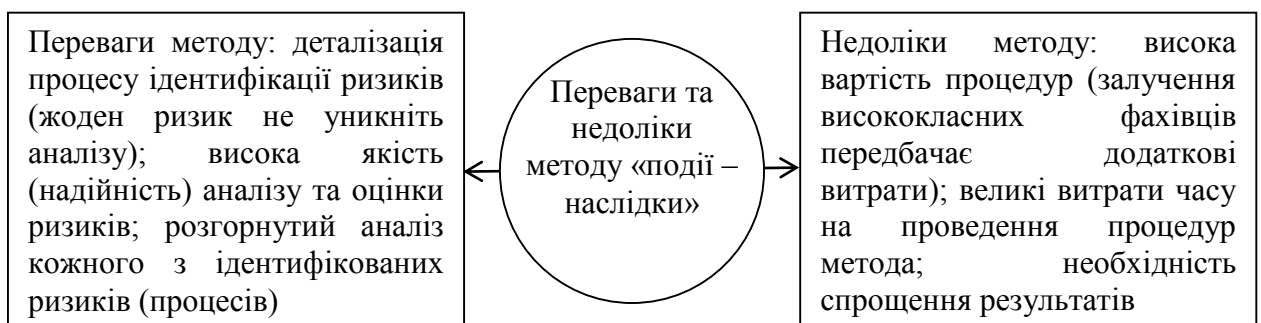 Переваги методу: деталізація
процесу ідентифікації ризиків
(жоден ризик не уникніть
аналізу); висока якість
(надійність) аналізу та оцінки
ризиків; розгорнутий аналіз
кожного з ідентифікованих
ризиків (процесів)
Переваги та
недоліки
методу «події –
наслідки»
Недоліки методу: висока
вартість процедур (залучення
висококласних фахівців
передбачає додаткові
витрати); великі витрати часу
на проведення процедур
метода; необхідність
спрощення результатів